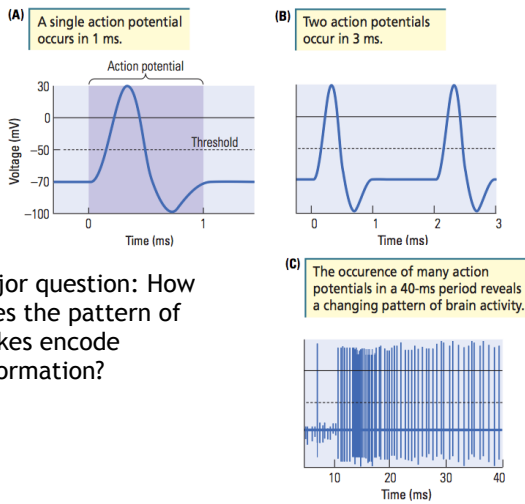 (A)
A single action potential
occurs in 1 ms.
Action potential
30
0
Threshold
−50
−70
−100
Voltage (mV)
0
1
Time (ms)
(B)
Two action potentials
occur in 3 ms.
0
1
2
3
Time (ms)
jor question: How
es the pattern of
kes encode
ormation?
(C)
The occurence of many action
potentials in a 40-ms period reveals
a changing pattern of brain activity.
10
20
30
40
Time (ms)